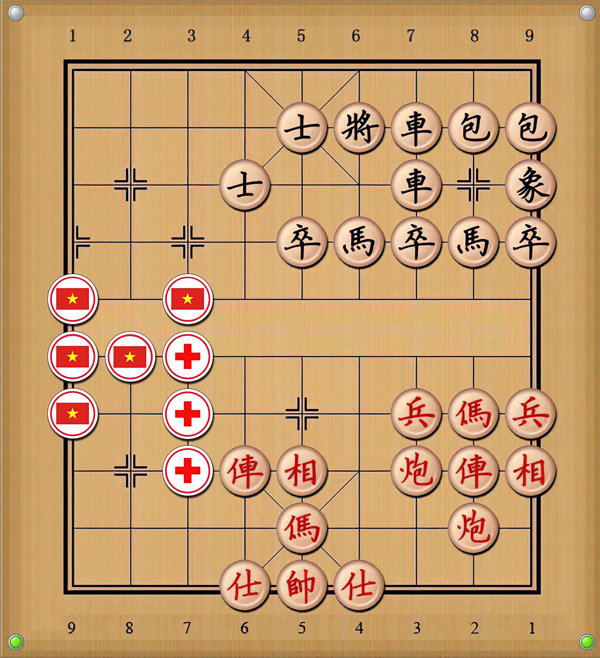 1 2 3 4 5 6 7 8 9
士 將 車 包 包
士 車 象
卒 馬 卒 馬 卒
兵 傌 兵
俥 相 炮 俥 相
傌 炮
仕 帥 仕
9 8 7 6 5 4 3 2 1